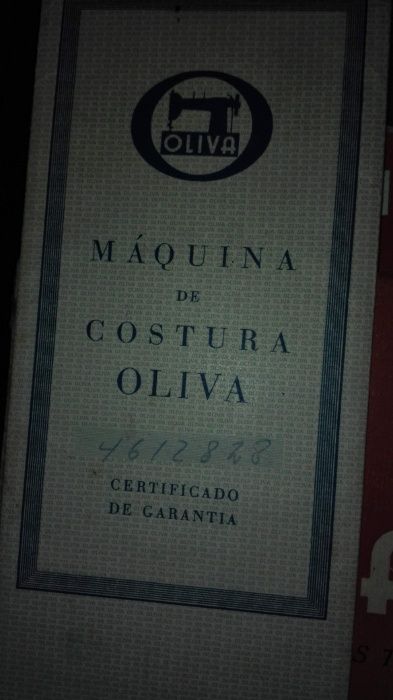 OLIVA
MÁQUINA
DE
COSTURA
OLIVA
4612828
CERTIFICADO
DE GARANTIA